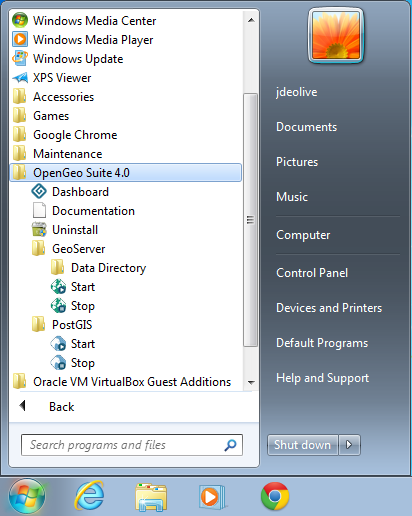 Windows Media Center
Windows Media Player
Windows Update
XPS Viewer
Accessories
Games
Google Chrome
Maintenance
OpenGeo Suite 4.0
Dashboard
Documentation
Uninstall
GeoServer
Data Directory
Start
Stop
PostGIS
Start
Stop
Oracle VM VirtualBox Guest Additions
Back
Search programs and files
jdeolive
Documents
Pictures
Music
Computer
Control Panel
Devices and Printers
Default Programs
Help and Support
Shut down